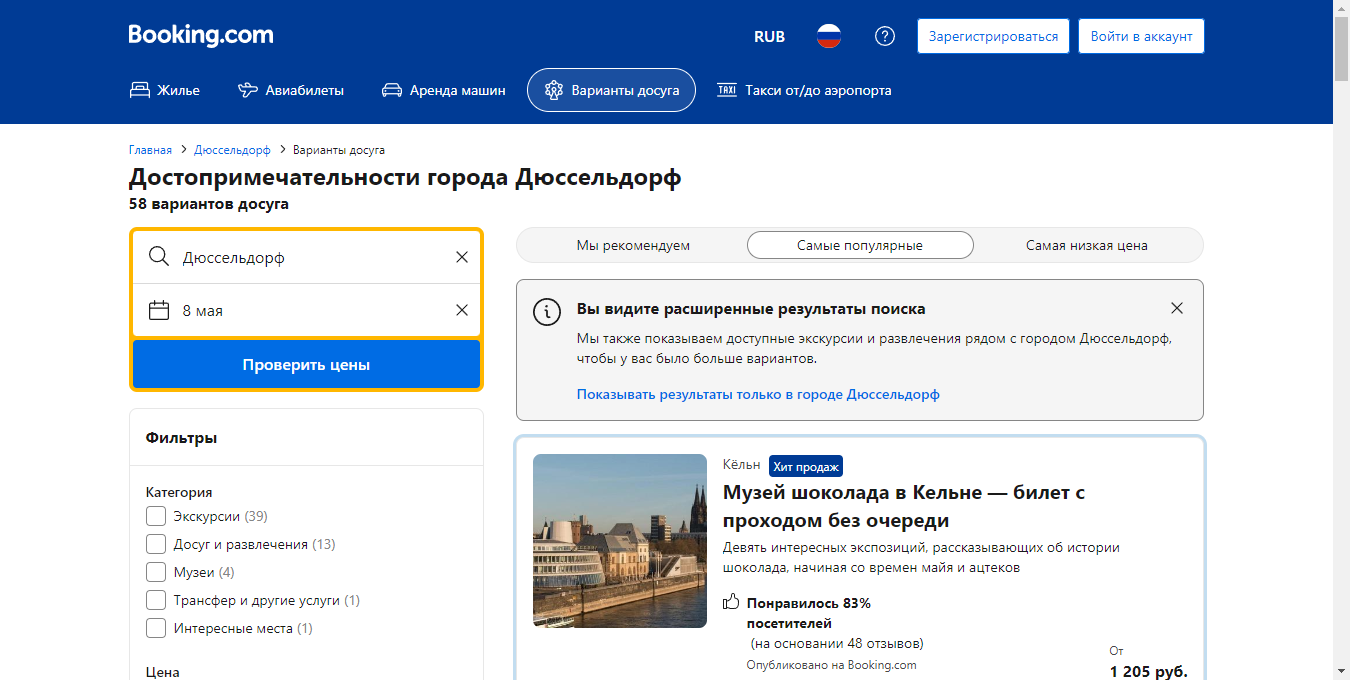 Booking.com
RUB
Зарегистрироваться
Войти в аккаунт
Жилье
Авиабилеты
Аренда машин
Варианты досуга
TAXI
Такси от/до аэропорта
Главная
Дюссельдорф
Варианты досуга
Достопримечательности города Дюссельдорф
58 вариантов досуга
Дюссельдорф
8 мая
Проверить цены
Фильтры
Категория
Экскурсии (39)
Досуг и развлечения (13)
Музеи (4)
Трансфер и другие услуги (1)
Интересные места (1)
Цена
Мы рекомендуем
Самые популярные
Самая низкая цена
Вы видите расширенные результаты поиска
Мы также показываем доступные экскурсии и развлечения рядом с городом Дюссельдорф,
чтобы у вас было больше вариантов.
Показывать результаты только в городе Дюссельдорф
Кёльн
Хит продаж
Музей шоколада в Кельне — билет с
проходом без очереди
Девять интересных экспозиций, рассказывающих об истории
шоколада, начиная со времен майя и ацтеков
Понравилось 83%
посетителей
(на основании 48 отзывов)
Опубликовано на Booking.com
От
1 205 руб.